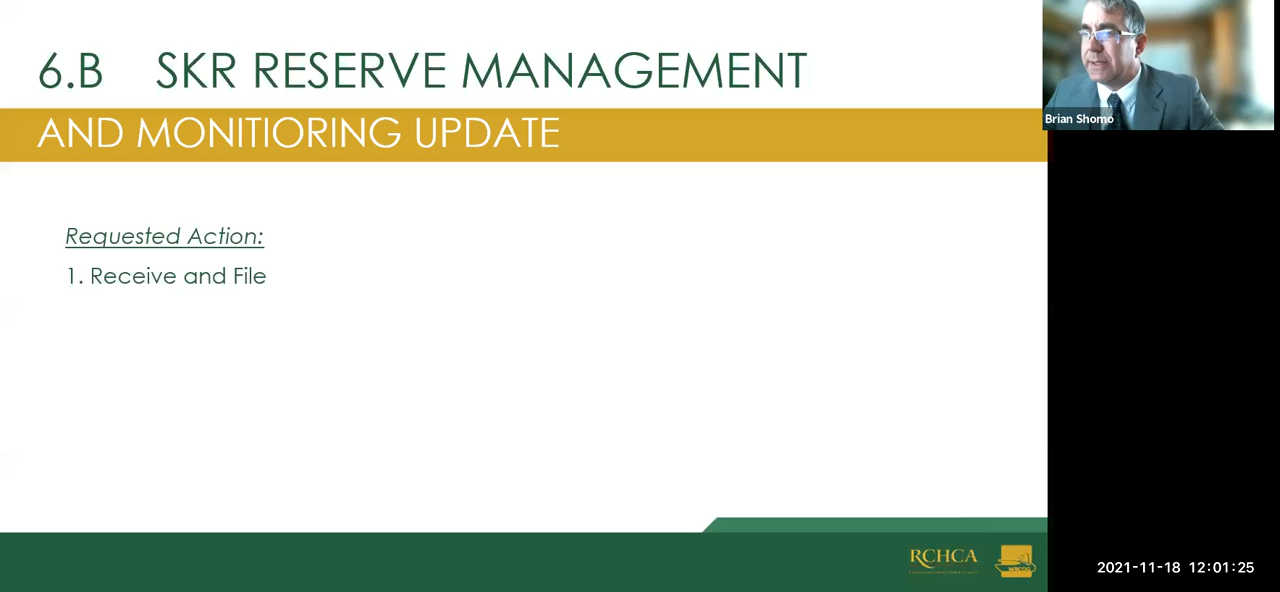 6.B SKR RESERVE MANAGEMENT
AND MONITIORING UPDATE
Brian Shomo
Requested Action:
1. Receive and File
RCHCA
2021-11-18 12:01:25